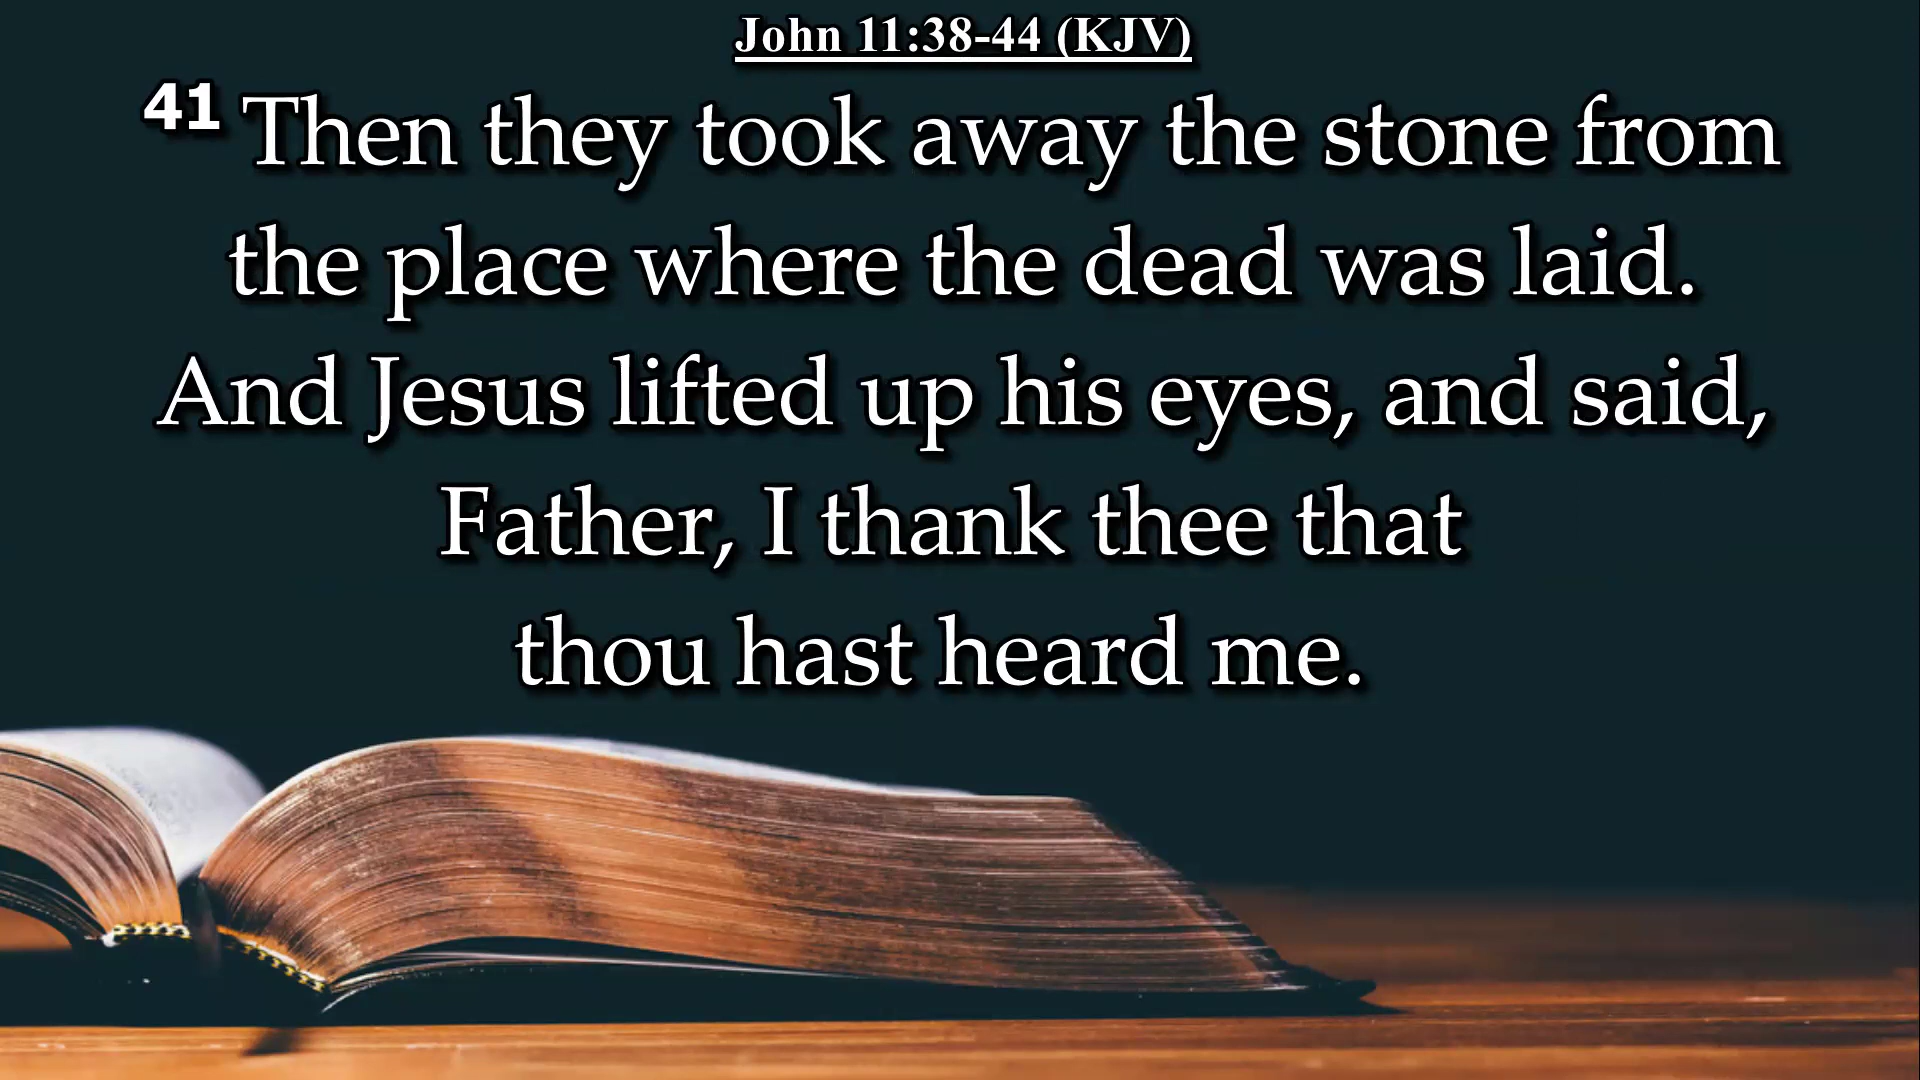 John 11:38-44 (KJV)
41 Then they took away the stone from
the place where the dead was laid.
And Jesus lifted up his eyes, and said,
Father, I thank thee that
thou hast heard me.